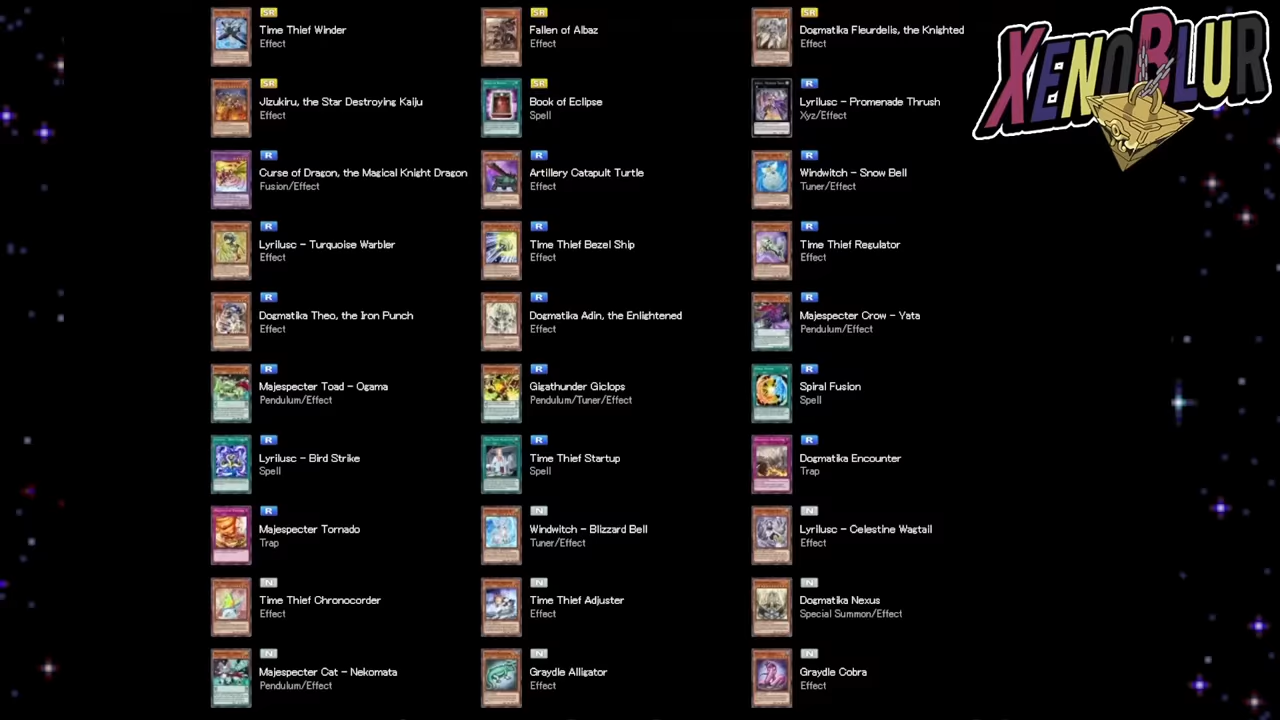 SR SR SR
Time Thief Winder Fallen of Albaz Dogmatika Fleurdelis, the Knighted
Effect Effect Effect
XENOBLUR
SR SR R
Jizukiru, the Star Destroying Kaiju Book of Eclipse Lyrilusc - Promenade Thrush
Effect Spell Xyz/Effect
R R R
Curse of Dragon, the Magical Knight Dragon Artillery Catapult Turtle Windwitch - Snow Bell
Fusion/Effect Effect Tuner/Effect
R R R
Lyrilusc - Turquoise Warbler Time Thief Bezel Ship Time Thief Regulator
Effect Effect Effect
R R R
Dogmatika Theo, the Iron Punch Dogmatika Adin, the Enlightened Majespecter Crow - Yata
Effect Effect Pendulum/Effect
R R R
Majespecter Toad - Ogama Gigathunder Giclops Spiral Fusion
Pendulum/Effect Pendulum/Tuner/Effect Spell
R R R
Lyrilusc - Bird Strike Time Thief Startup Dogmatika Encounter
Spell Spell Trap
R N N
Majespecter Tornado Windwitch - Blizzard Bell Lyrilusc - Celestine Wagtail
Trap Tuner/Effect Effect
N N N
Time Thief Chronocorder Time Thief Adjuster Dogmatika Nexus
Effect Effect Special Summon/Effect
N N N
Majespecter Cat - Nekomata Graydle Alligator Graydle Cobra
Pendulum/Effect Effect Effect